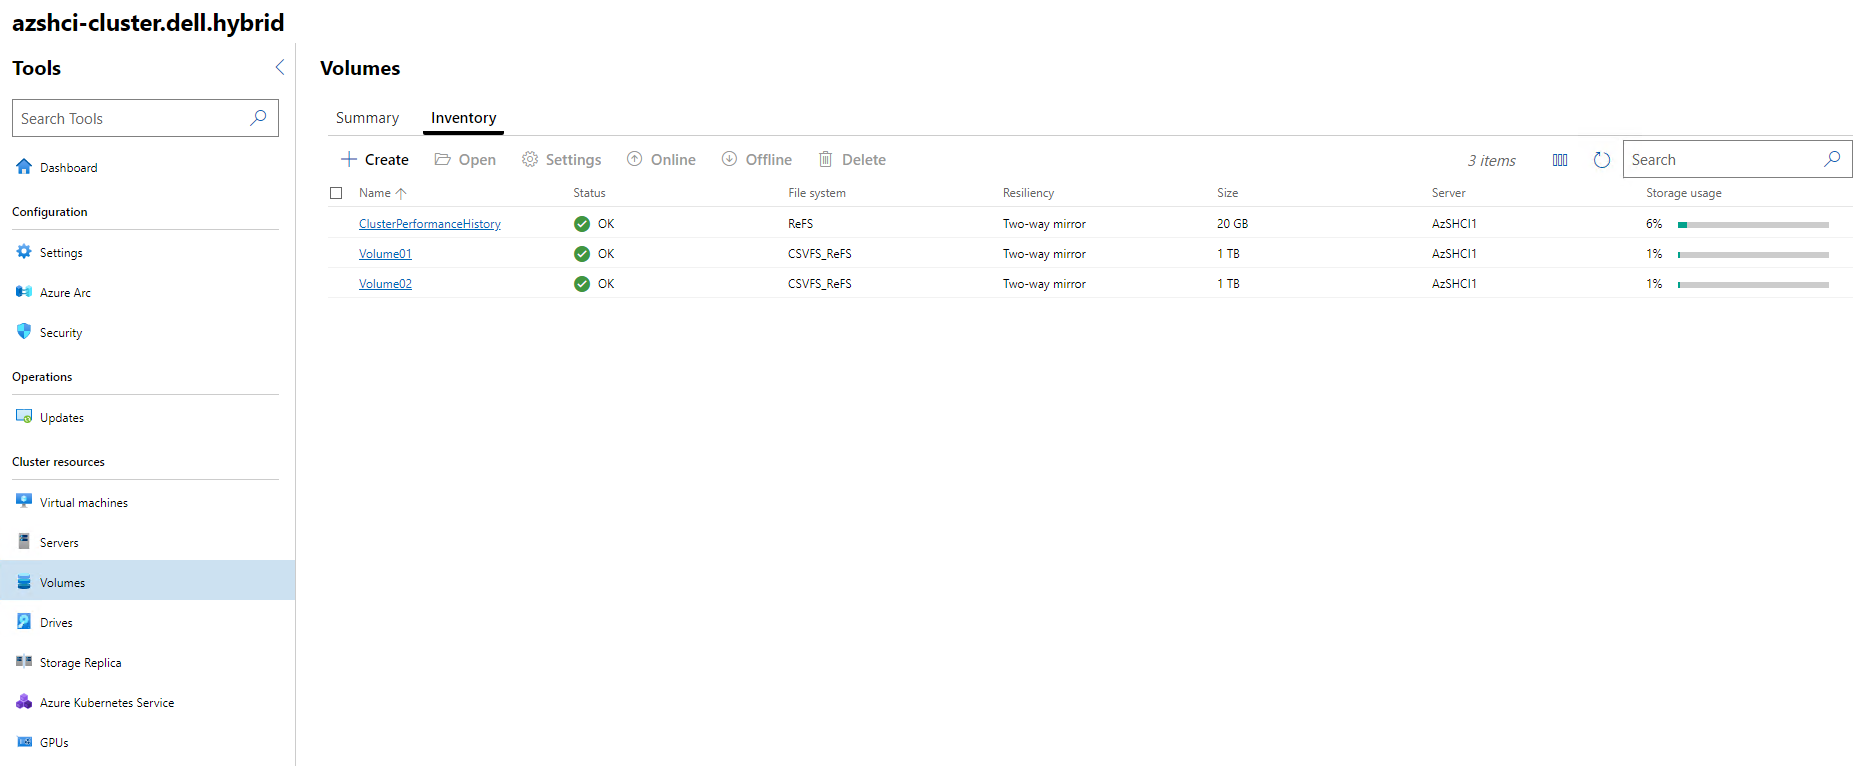 azshci-cluster.dell.hybrid
Tools
Search Tools
Dashboard
Configuration
Settings
Azure Arc
Security
Operations
Updates
Cluster resources
Virtual machines
Servers
Volumes
Drives
Storage Replica
Azure Kubernetes Service
GPUs
Volumes
Summary Inventory
Create Open Settings Online Offline Delete 3 items Search
Name Status File system Resiliency Size Server Storage usage
ClusterPerformanceHistory OK ReFS Two-way mirror 20 GB AzSHCI1 6%
Volume01 OK CSVFS_ReFS Two-way mirror 1 TB AzSHCI1 1%
Volume02 OK CSVFS_ReFS Two-way mirror 1 TB AzSHCI1 1%